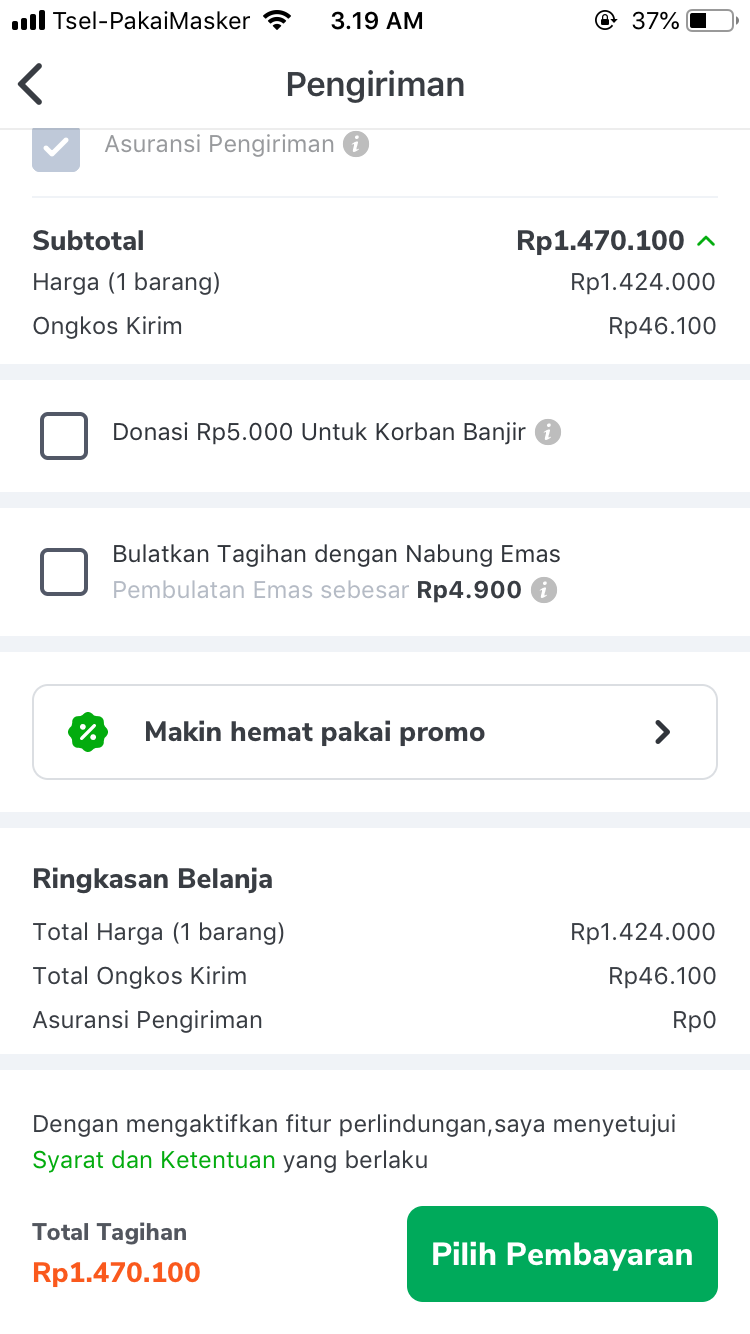 Tsel-PakaiMasker 3.19 AM 37%
Pengiriman
Asuransi Pengiriman i
Subtotal Rp1.470.100
Harga (1 barang) Rp1.424.000
Ongkos Kirim Rp46.100
Donasi Rp5.000 Untuk Korban Banjir i
Bulatkan Tagihan dengan Nabung Emas
Pembulatan Emas sebesar Rp4.900 i
% Makin hemat pakai promo
Ringkasan Belanja
Total Harga (1 barang) Rp1.424.000
Total Ongkos Kirim Rp46.100
Asuransi Pengiriman Rp0
Dengan mengaktifkan fitur perlindungan,saya menyetujui
Syarat dan Ketentuan yang berlaku
Total Tagihan
Rp1.470.100
Pilih Pembayaran